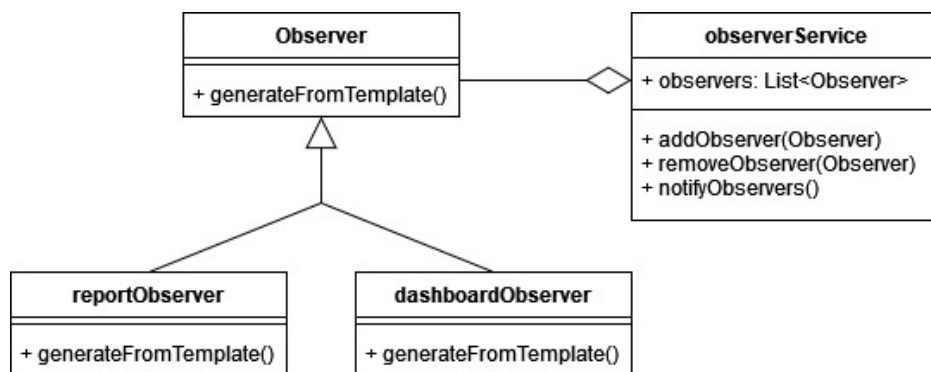 Observer
+ generateFromTemplate()
observerService
+ observers: List<Observer>
+ addObserver(Observer)
+ removeObserver(Observer)
+ notifyObservers()
reportObserver
+ generateFromTemplate()
dashboardObserver
+ generateFromTemplate()